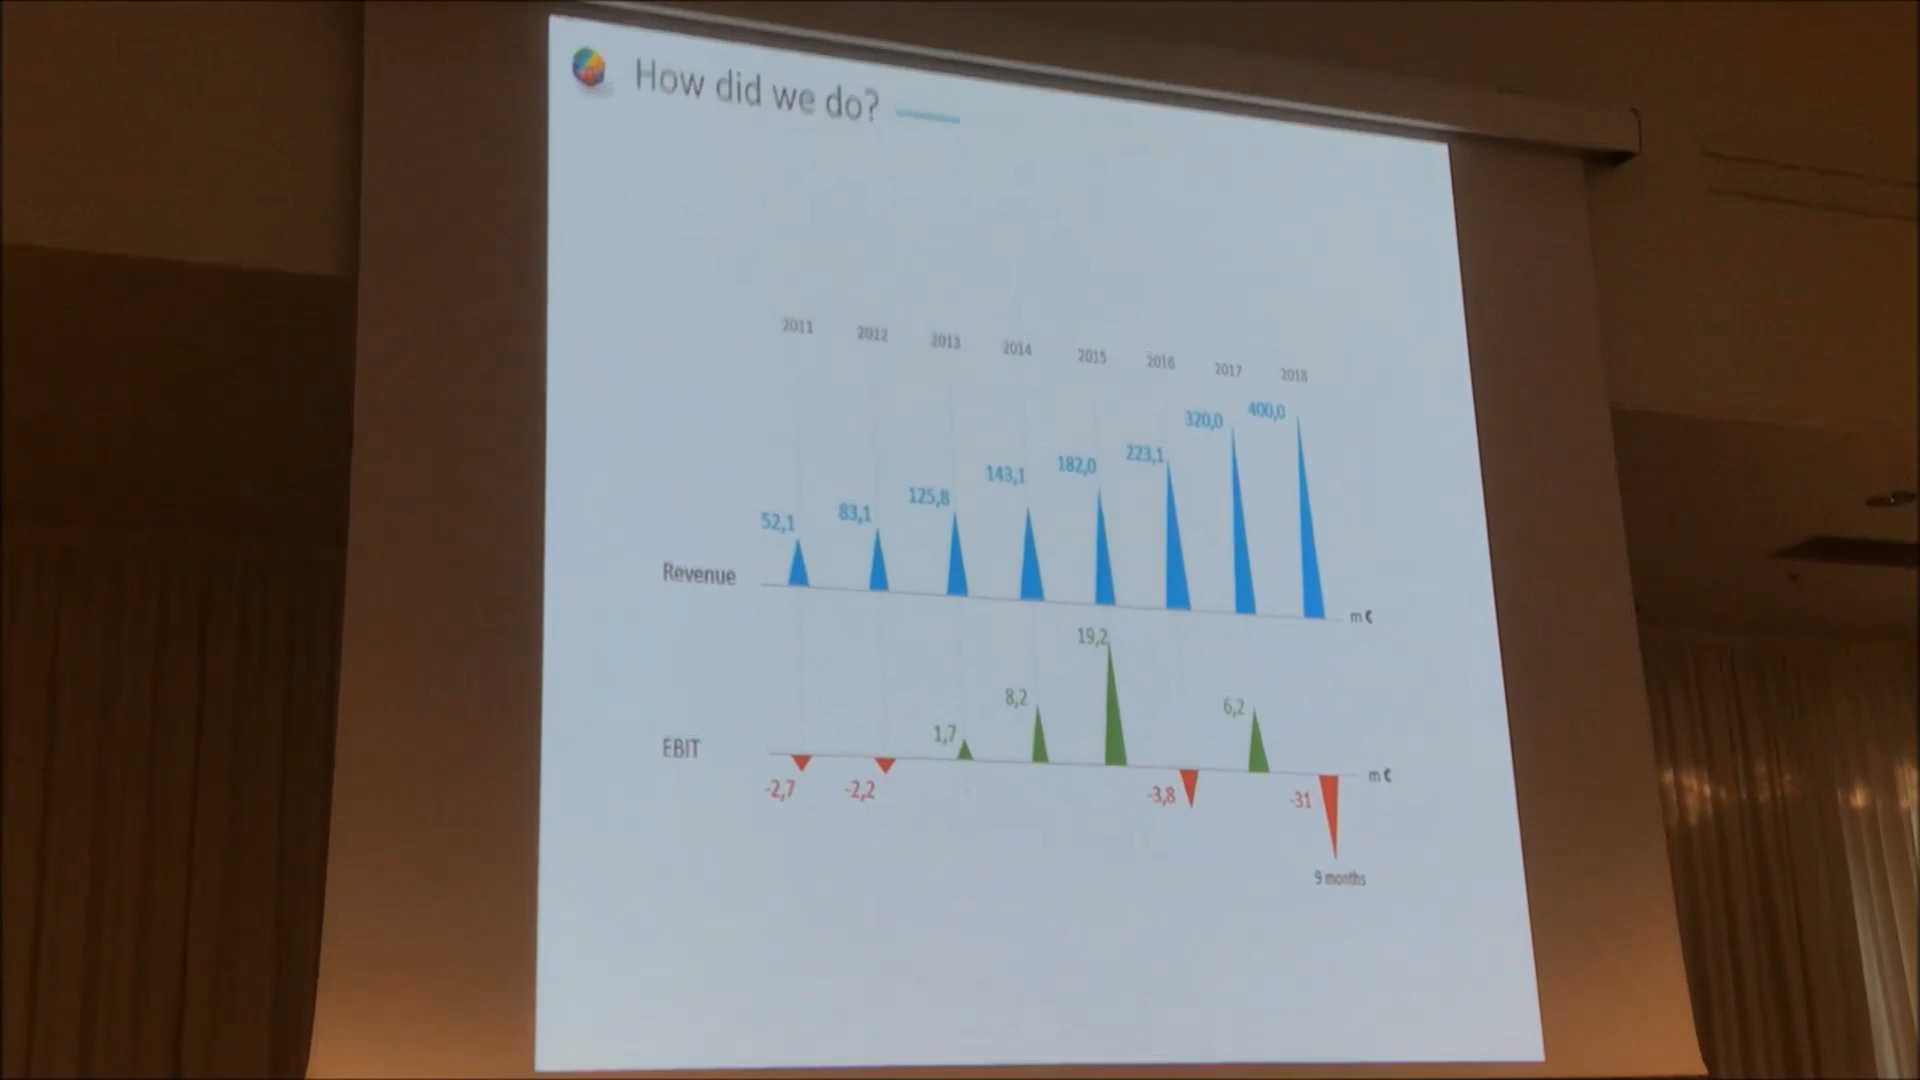 How did we do?
2011 2012 2013 2014 2015 2016 2017 2018
52,1 83,1 125,8 143,1 182,0 223,1 320,0 400,0
Revenue m€
1,7 8,2 19,2 6,2
EBIT m€
-2,7 -2,2 -3,8 -31
9 months